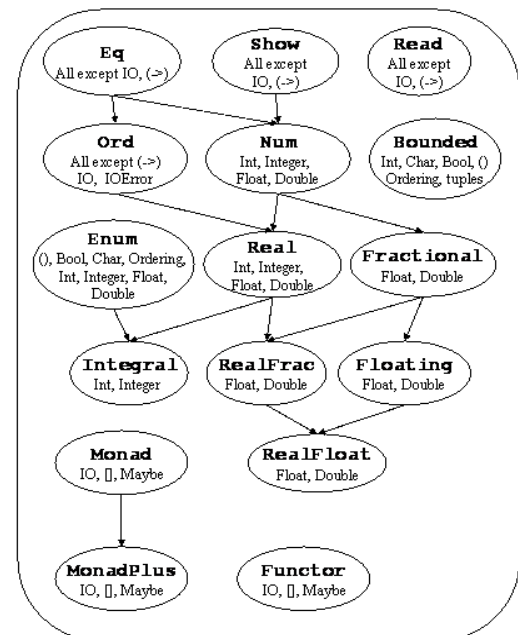 Eq
All except IO, (->)
Show
All except
IO, (->)
Read
All except
IO, (->)
Ord
All except (->)
IO, IOError
Num
Int, Integer,
Float, Double
Bounded
Int, Char, Bool, ()
Ordering, tuples
Enum
(), Bool, Char, Ordering,
Int, Integer, Float,
Double
Real
Int, Integer,
Float, Double
Fractional
Float, Double
Integral
Int, Integer
RealFrac
Float, Double
Floating
Float, Double
Monad
IO, [], Maybe
RealFloat
Float, Double
MonadPlus
IO, [], Maybe
Functor
IO, [], Maybe